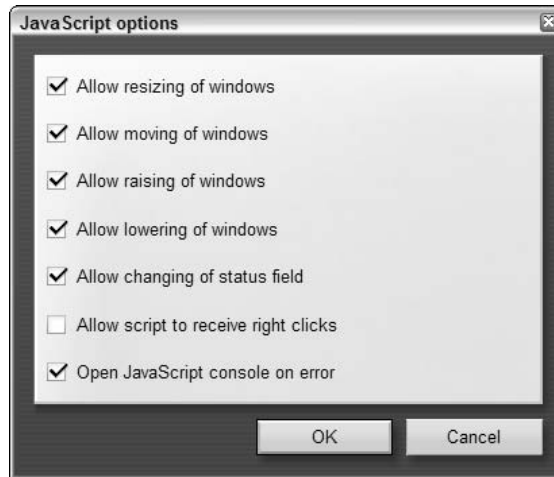 JavaScript options
Allow resizing of windows
Allow moving of windows
Allow raising of windows
Allow lowering of windows
Allow changing of status field
Allow script to receive right clicks
Open JavaScript console on error
OK Cancel